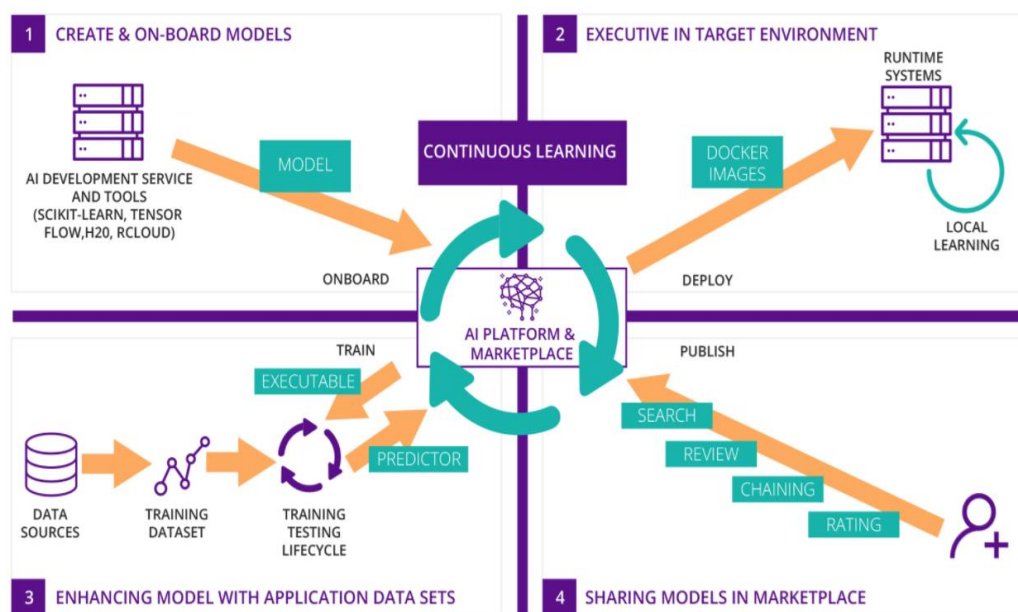 1 CREATE & ON-BOARD MODELS
AI DEVELOPMENT SERVICE
AND TOOLS
(SCIKIT-LEARN, TENSOR
FLOW,H20, RCLOUD)
MODEL
ONBOARD
CONTINUOUS LEARNING
2 EXECUTIVE IN TARGET ENVIRONMENT
RUNTIME
SYSTEMS
DOCKER
IMAGES
LOCAL
LEARNING
DEPLOY
AI PLATFORM &
MARKETPLACE
TRAIN
EXECUTABLE
PREDICTOR
DATA
SOURCES
TRAINING
DATASET
TRAINING
TESTING
LIFECYCLE
3 ENHANCING MODEL WITH APPLICATION DATA SETS
PUBLISH
SEARCH
REVIEW
CHAINING
RATING
4 SHARING MODELS IN MARKETPLACE